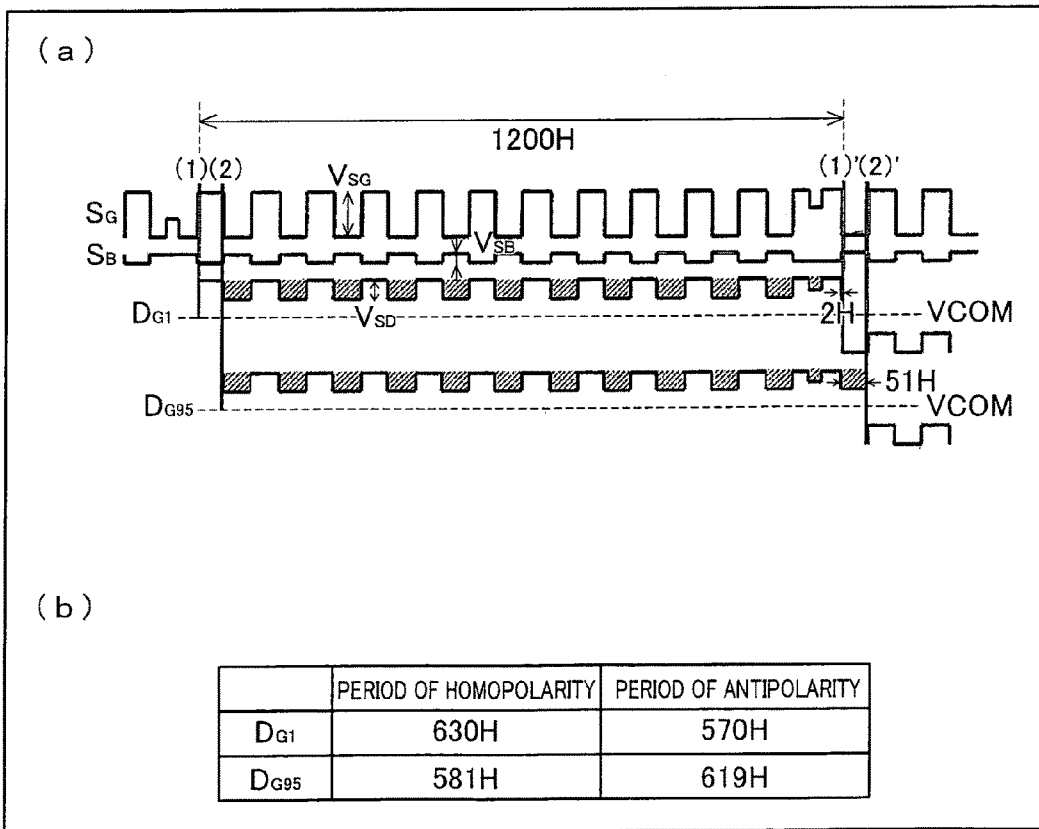 (a)
1200H
(1)(2) VSG (1)'(2)'
SG
SB VSB
DG1 VSD 2H VCOM
51H
DG95 VCOM
(b)
PERIOD OF HOMOPOLARITY PERIOD OF ANTIPOLARITY
DG1 630H 570H
DG95 581H 619H